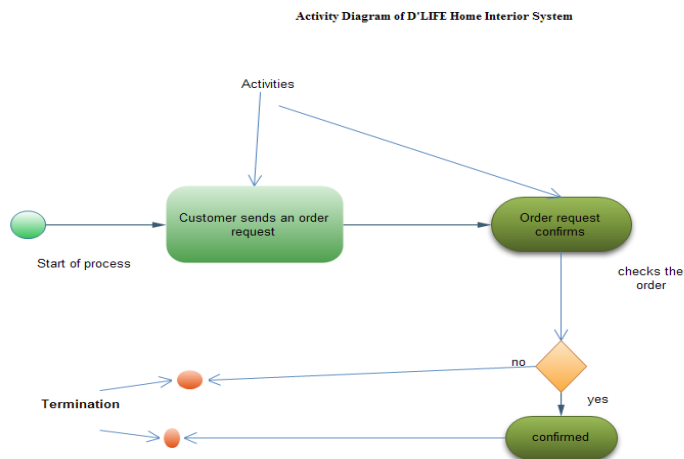 Activity Diagram of D'LIFE Home Interior System
Activities
Customer sends an order
request
Order request
confirms
Start of process
checks the
order
no
yes
Termination
confirmed